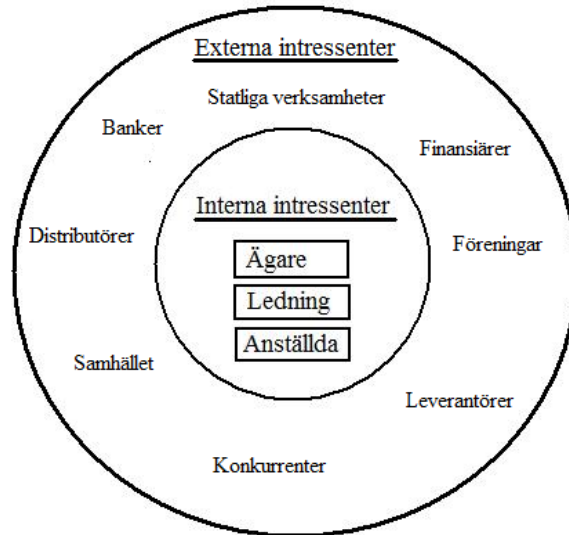 Externa intressenter
Statliga verksamheter
Banker
Finansiärer
Interna intressenter
Distributörer
Föreningar
Ägare
Ledning
Anställda
Samhället
Leverantörer
Konkurrenter